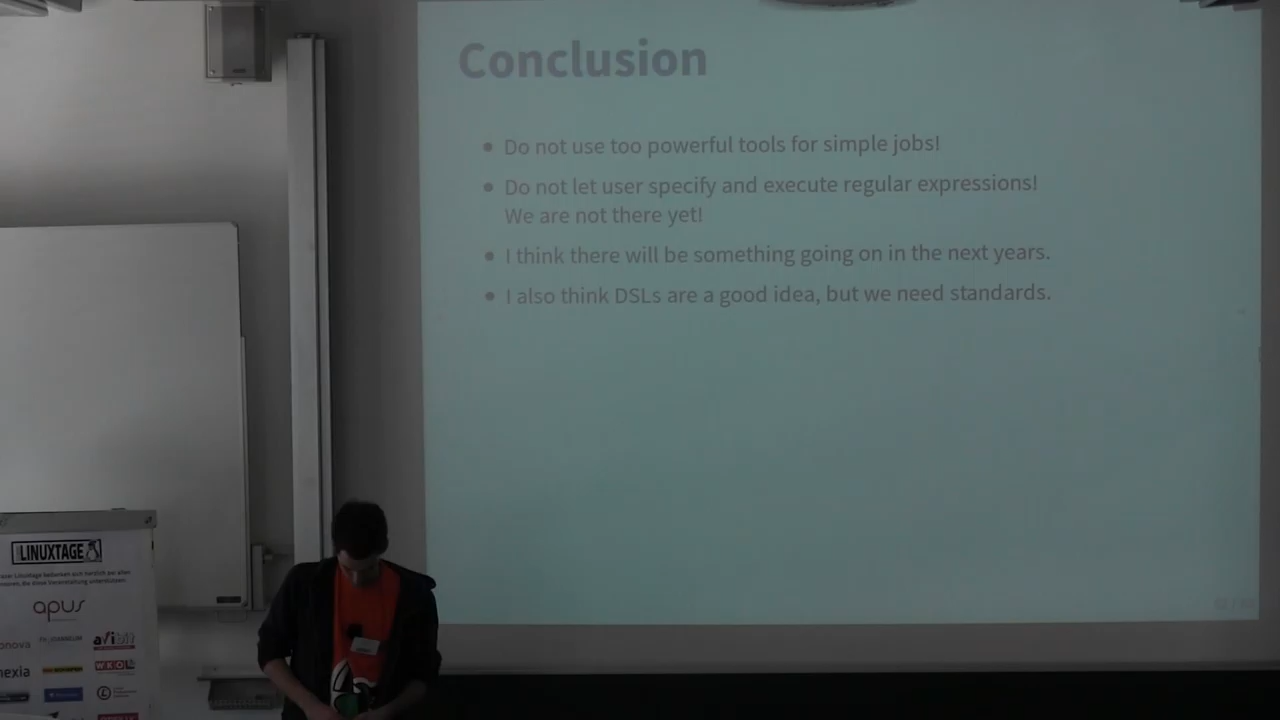 Conclusion
Do not use too powerful tools for simple jobs!
Do not let user specify and execute regular expressions!
We are not there yet!
I think there will be something going on in the next years.
I also think DSLs are a good idea, but we need standards.
LINUXTAGE
apus
avibit
WKO